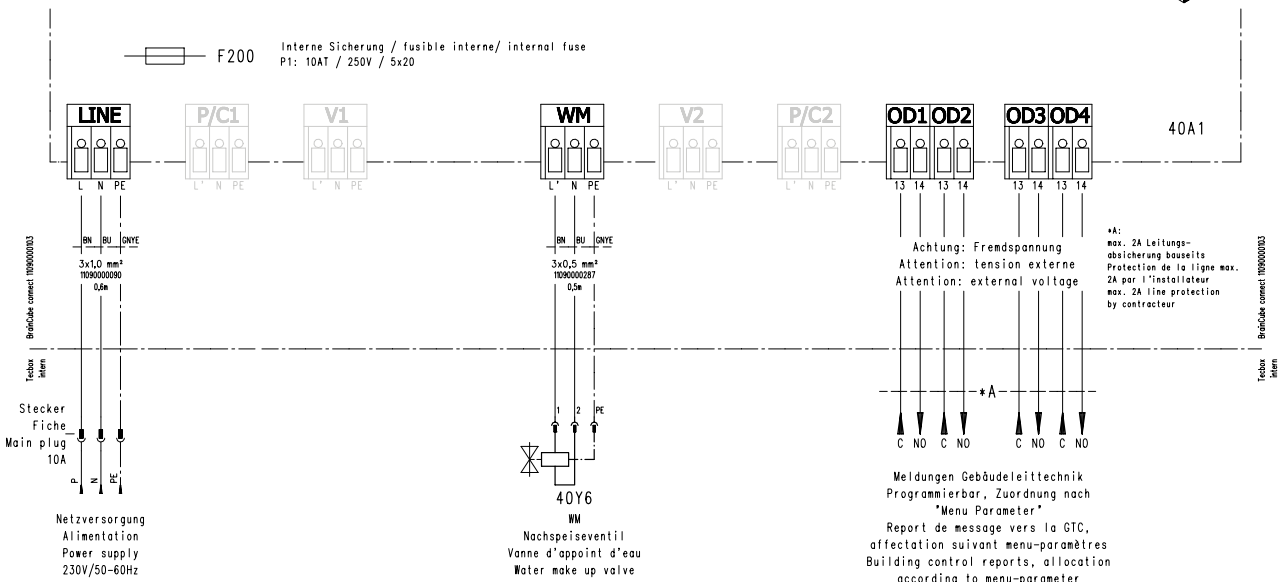 F200
Interne Sicherung / fusible interne/ internal fuse
P1: 10AT / 250V / 5x20
LINE
P/C1
V1
WM
V2
P/C2
OD1 OD2
OD3 OD4
40A1
L N PE
L' N PE
L' N PE
L' N PE
13 14 13 14
13 14 13 14
BN BU GNYE
3x1,0 mm²
11090000090
0,6m
BN BU GNYE
3x0,5 mm²
11090000287
0,5m
Achtung: Fremdspannung
Attention: tension externe
Attention: external voltage
*A:
max. 2A Leitungs-
absicherung bauseits
Protection de la ligne max.
2A par l'installateur
max. 2A line protection
by contracteur
BrainCube connect 11090000103
Tecbox
intern
BrainCube connect 11090000103
Tecbox
intern
Stecker
Fiche
Main plug
10A
P N PE
1 2 PE
40Y6
*A
C NO C NO
C NO C NO
Netzversorgung
Alimentation
Power supply
230V/50-60Hz
WM
Nachspeiseventil
Vanne d'appoint d'eau
Water make up valve
Meldungen Gebäudeleittechnik
Programmierbar, Zuordnung nach
"Menu Parameter"
Report de message vers la GTC,
affectation suivant menu-paramètres
Building control reports, allocation
according to menu-parameter